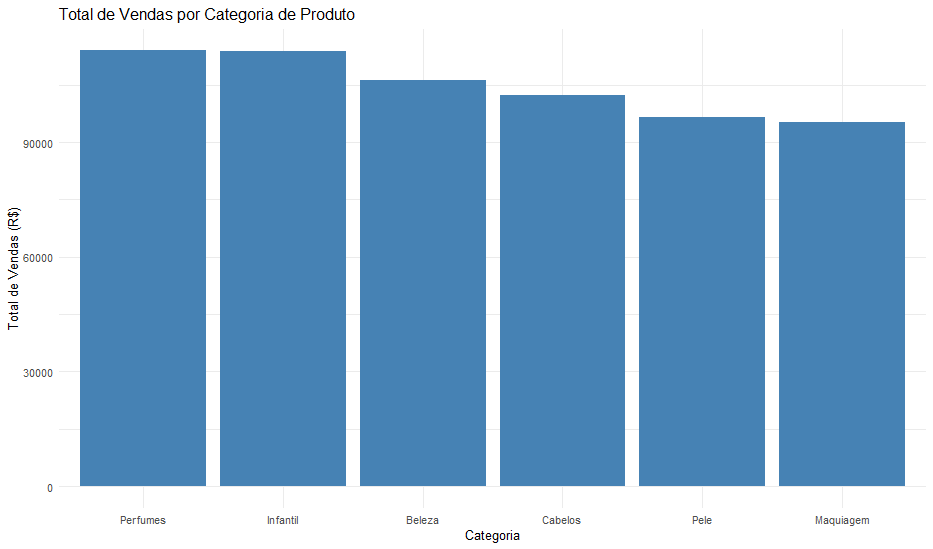 Total de Vendas por Categoria de Produto
Total de Vendas (R$)
90000
60000
30000
0
Perfumes Infantil Beleza Cabelos Pele Maquiagem
Categoria